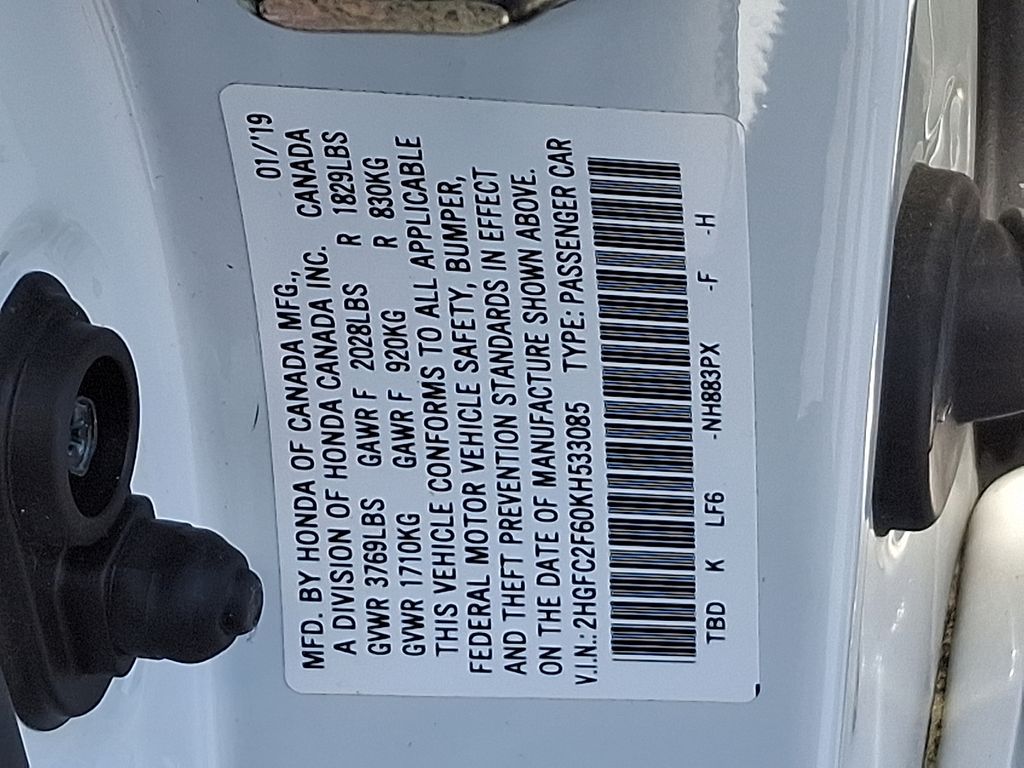 MFD. BY HONDA OF CANADA MFG., 01/'19
A DIVISION OF HONDA CANADA INC. CANADA
GVWR 3769LBS GAWR F 2028LBS R 1829LBS
GVWR 1710KG GAWR F 920KG R 830KG
THIS VEHICLE CONFORMS TO ALL APPLICABLE
FEDERAL MOTOR VEHICLE SAFETY, BUMPER,
AND THEFT PREVENTION STANDARDS IN EFFECT
ON THE DATE OF MANUFACTURE SHOWN ABOVE.
V.I.N.: 2HGFC2F60KH533085 TYPE: PASSENGER CAR
TBD K LF6 -NH883PX -F -H